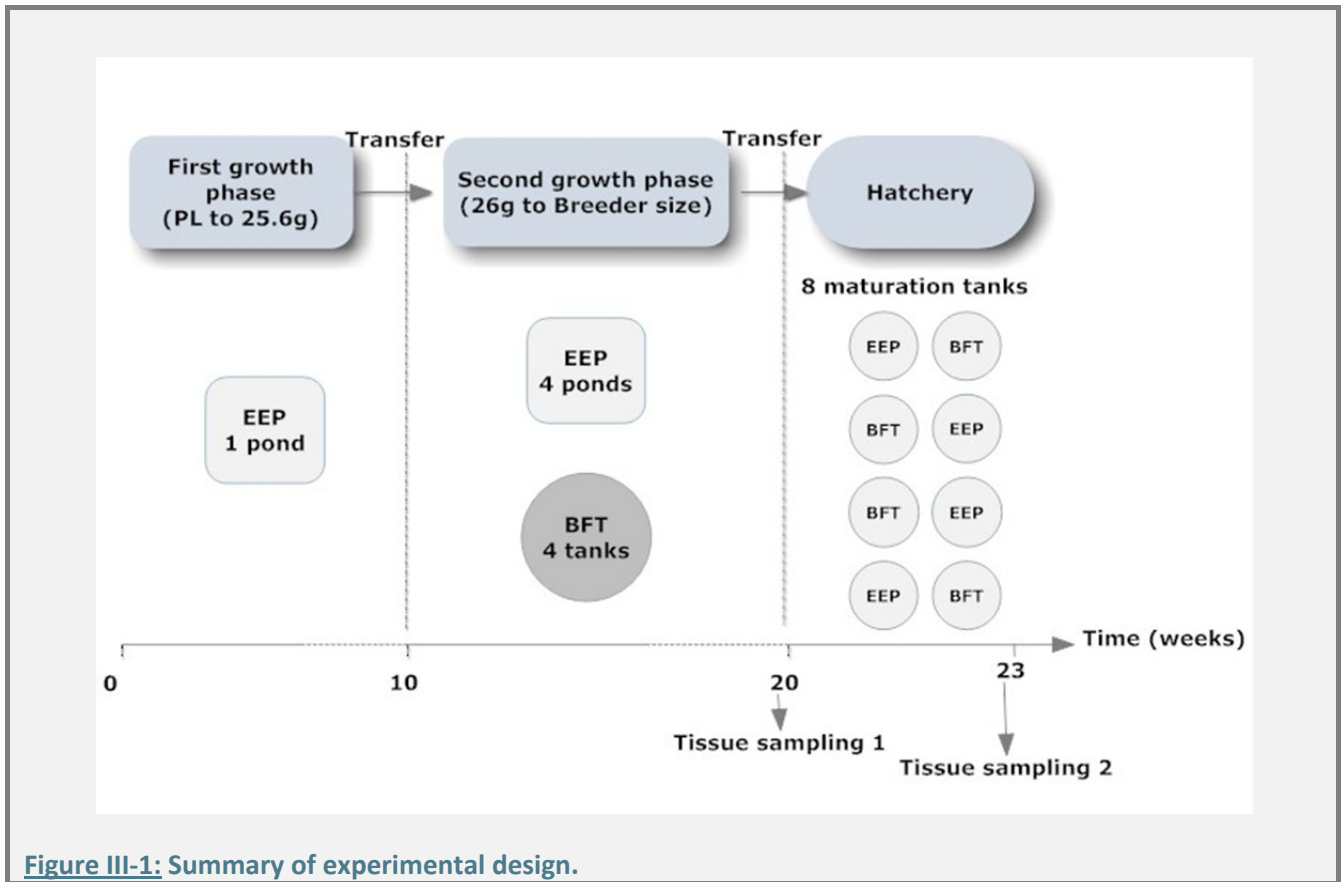 Transfer
Transfer
First growth
phase
(PL to 25.6g)
Second growth phase
(26g to Breeder size)
Hatchery
8 maturation tanks
EEP
1 pond
EEP
4 ponds
BFT
4 tanks
EEP BFT
BFT EEP
BFT EEP
EEP BFT
Time (weeks)
0 10 20 23
Tissue sampling 1
Tissue sampling 2
Figure III-1: Summary of experimental design.